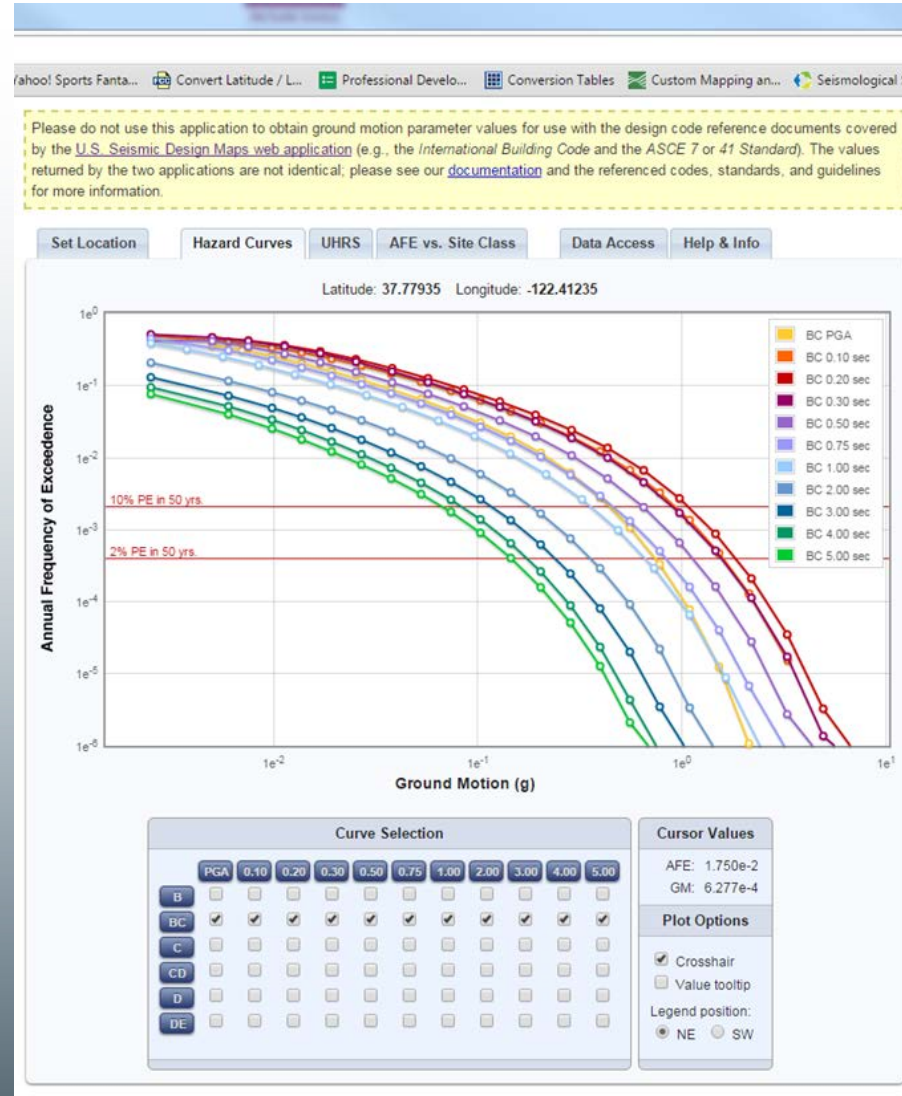 Yahoo! Sports Fanta... Convert Latitude / L... Professional Develo... Conversion Tables Custom Mapping an... Seismological
Please do not use this application to obtain ground motion parameter values for use with the design code reference documents covered
by the U.S. Seismic Design Maps web application (e.g., the International Building Code and the ASCE 7 or 41 Standard). The values
returned by the two applications are not identical; please see our documentation and the referenced codes, standards, and guidelines
for more information.
Set Location Hazard Curves UHRS AFE vs. Site Class Data Access Help & Info
Latitude: 37.77935 Longitude: -122.41235
Annual Frequency of Exceedence
1e0
1e-1
1e-2
1e-3
1e-4
1e-5
1e-6
10% PE in 50 yrs.
2% PE in 50 yrs.
BC PGA
BC 0.10 sec
BC 0.20 sec
BC 0.30 sec
BC 0.50 sec
BC 0.75 sec
BC 1.00 sec
BC 2.00 sec
BC 3.00 sec
BC 4.00 sec
BC 5.00 sec
1e-2 1e-1 1e0 1e1
Ground Motion (g)
Curve Selection
PGA 0.10 0.20 0.30 0.50 0.75 1.00 2.00 3.00 4.00 5.00
B
BC
C
CD
D
DE
Cursor Values
AFE: 1.750e-2
GM: 6.277e-4
Plot Options
Crosshair
Value tooltip
Legend position:
NE SW